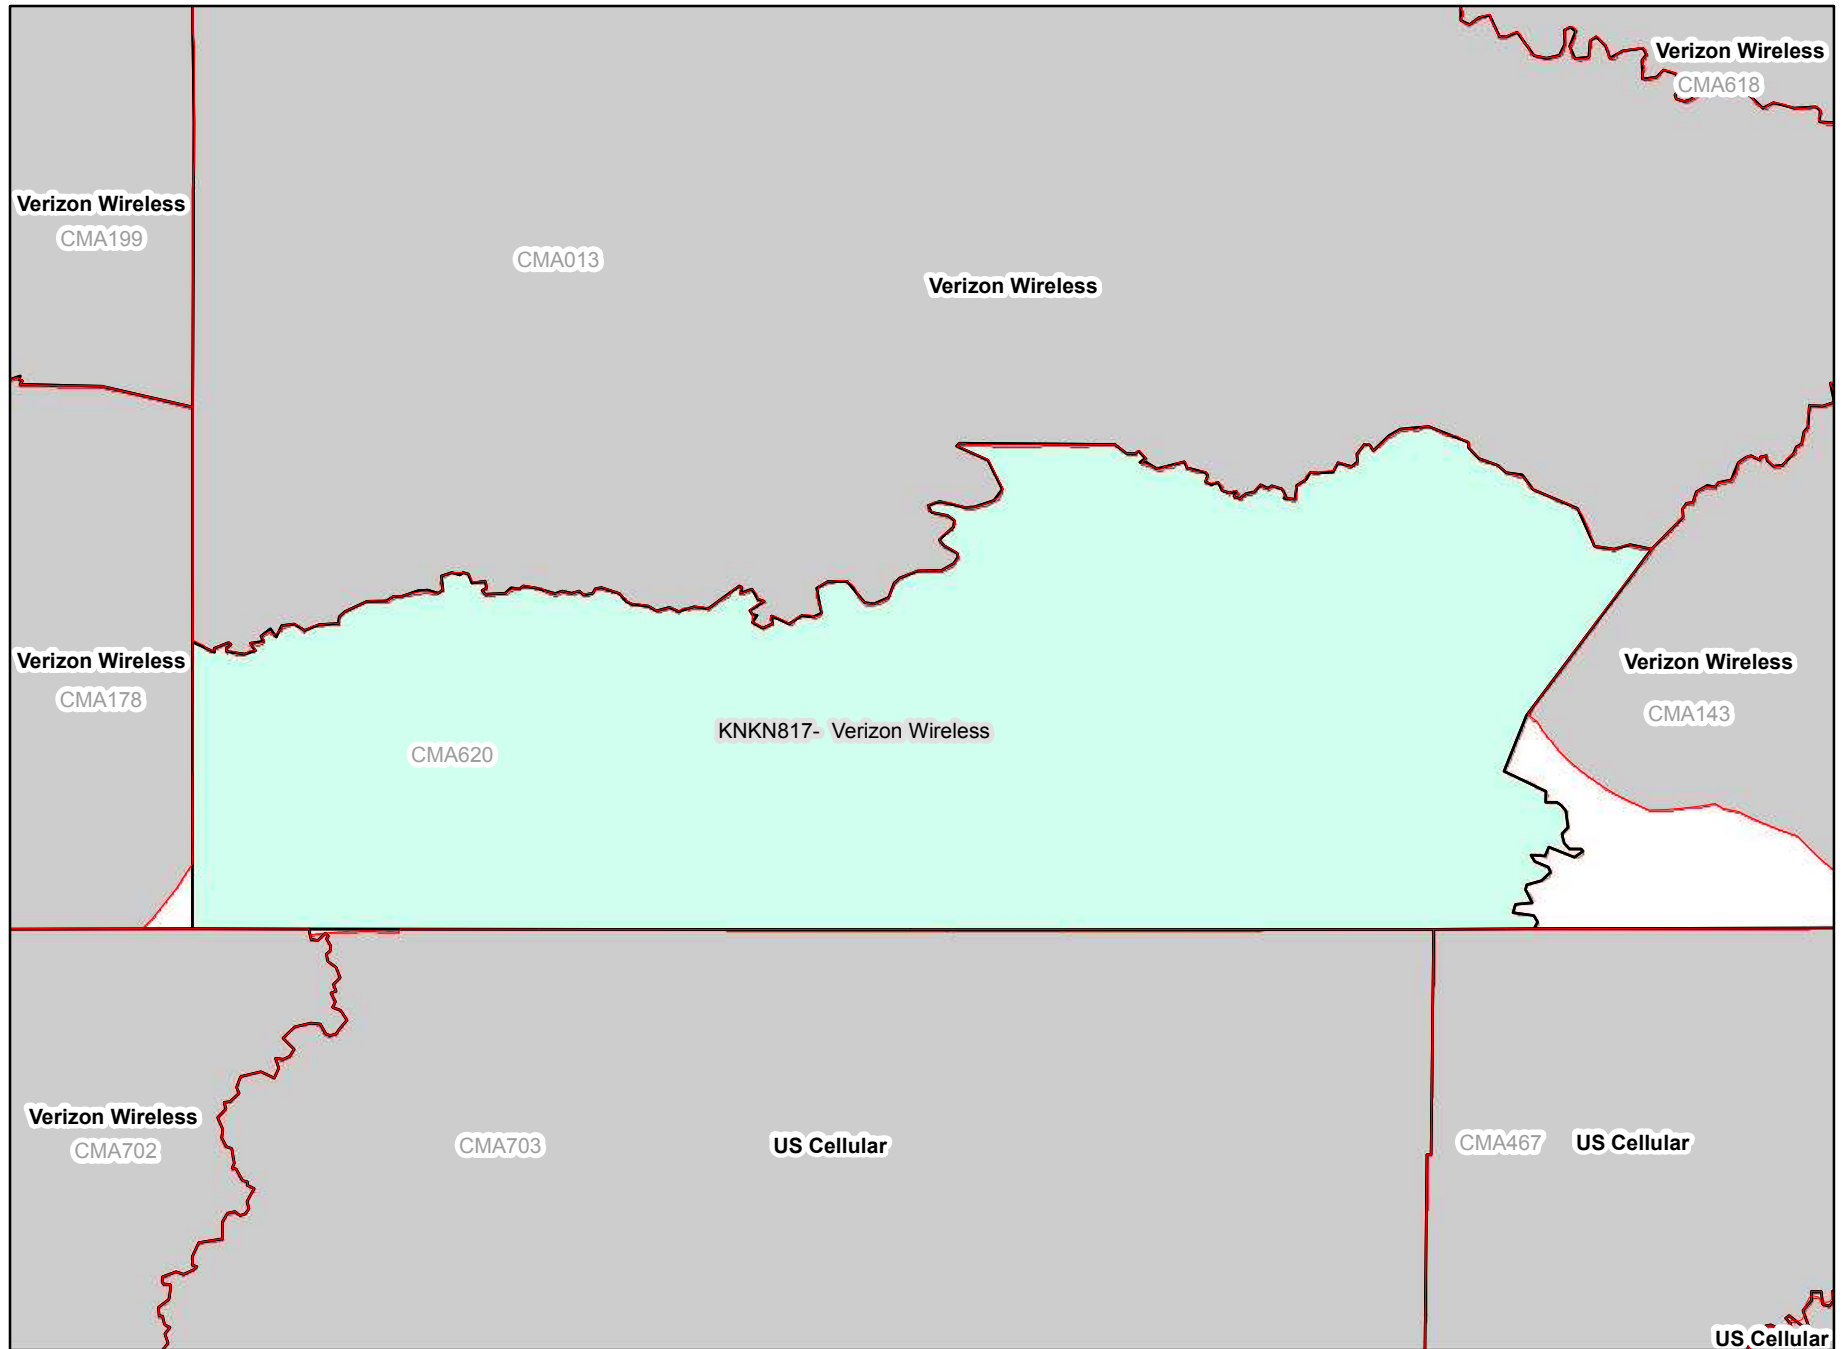 Verizon Wireless
CMA618
Verizon Wireless
CMA199
CMA013
Verizon Wireless
Verizon Wireless
CMA178
Verizon Wireless
CMA143
KNKN817- Verizon Wireless
CMA620
Verizon Wireless
CMA702
CMA703
US Cellular
CMA467
US Cellular
US Cellular